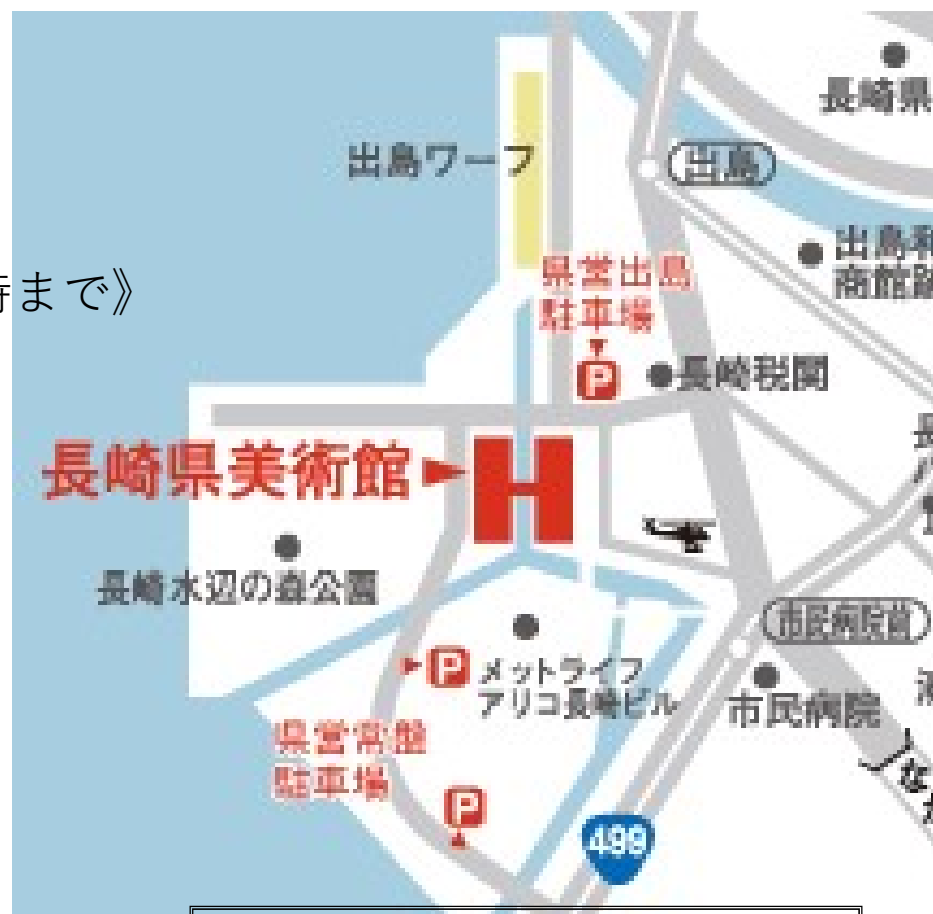 長崎県
出島ワーフ
出島
出島和
商館跡
時まで》
県営出島
駐車場
P
長崎税関
長崎県美術館
長崎水辺の森公園
市民病院前
P
メットライフ
アリコ長崎ビル
市民病院
県営常盤
駐車場
P
499